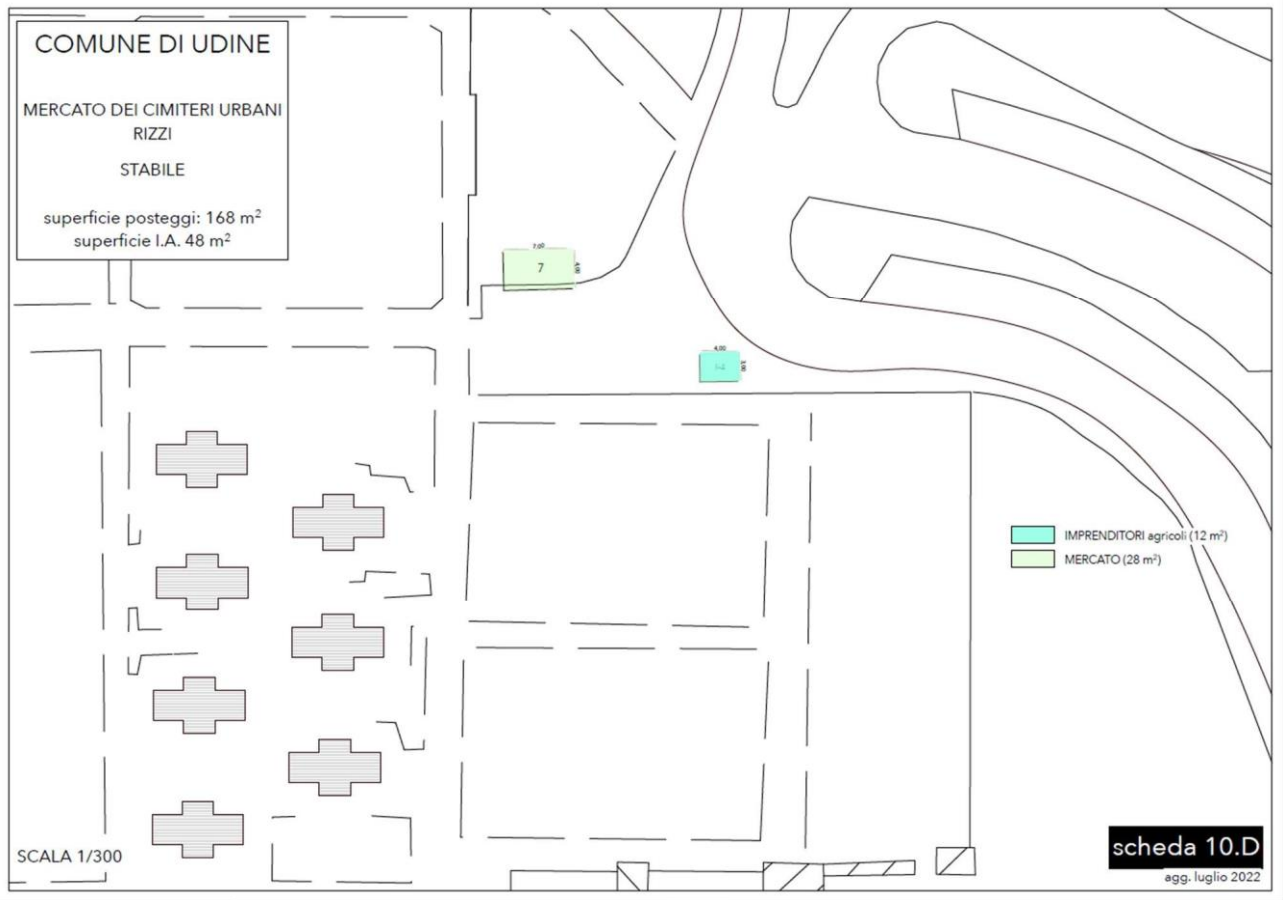 COMUNE DI UDINE
MERCATO DEI CIMITERI URBANI
RIZZI
STABILE
superficie posteggi: 168 m²
superficie I.A. 48 m²
7,00
7
4,00
4,00
3,00
IMPRENDITORI agricoli (12 m²)
MERCATO (28 m²)
SCALA 1/300
scheda 10.D
agg. luglio 2022